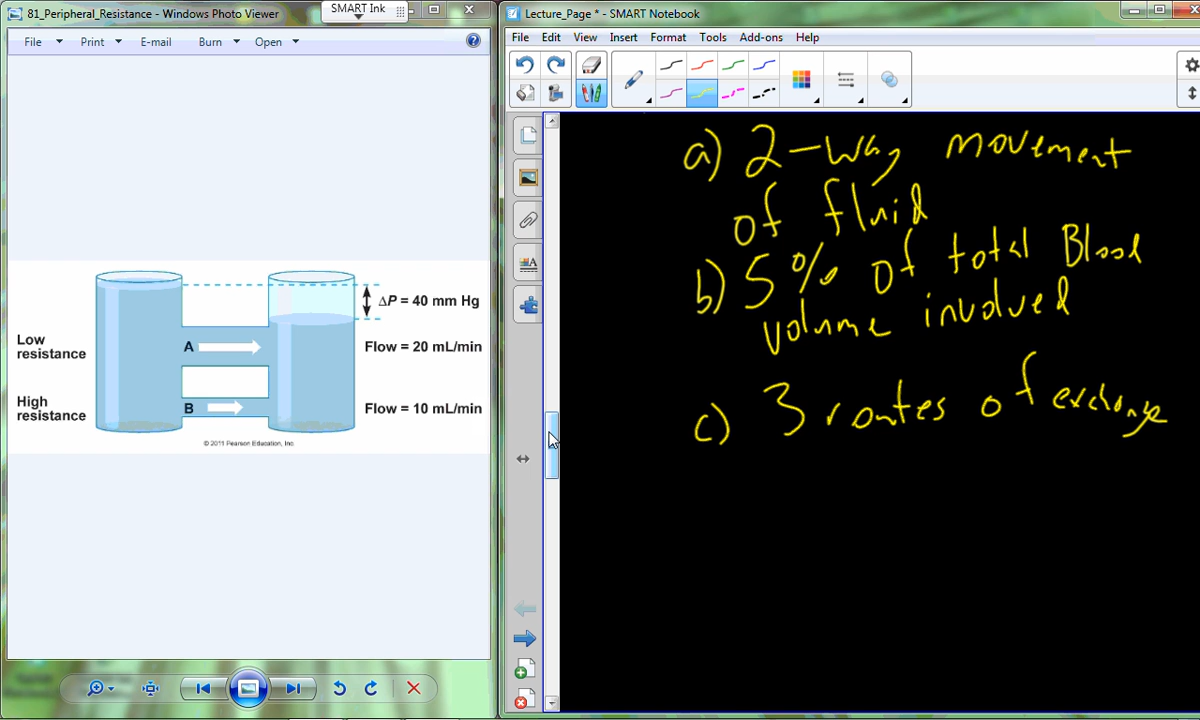 81_Peripheral_Resistance - Windows Photo Viewer
SMART Ink
File Print E-mail Burn Open
ΔP = 40 mm Hg
Low
resistance
A
Flow = 20 mL/min
High
resistance
B
Flow = 10 mL/min
© 2011 Pearson Education, Inc.
Lecture_Page * - SMART Notebook
File Edit View Insert Format Tools Add-ons Help
a) 2-way movement
of fluid
b) 5% of total Blood
volume involved
c) 3 routes of exchange